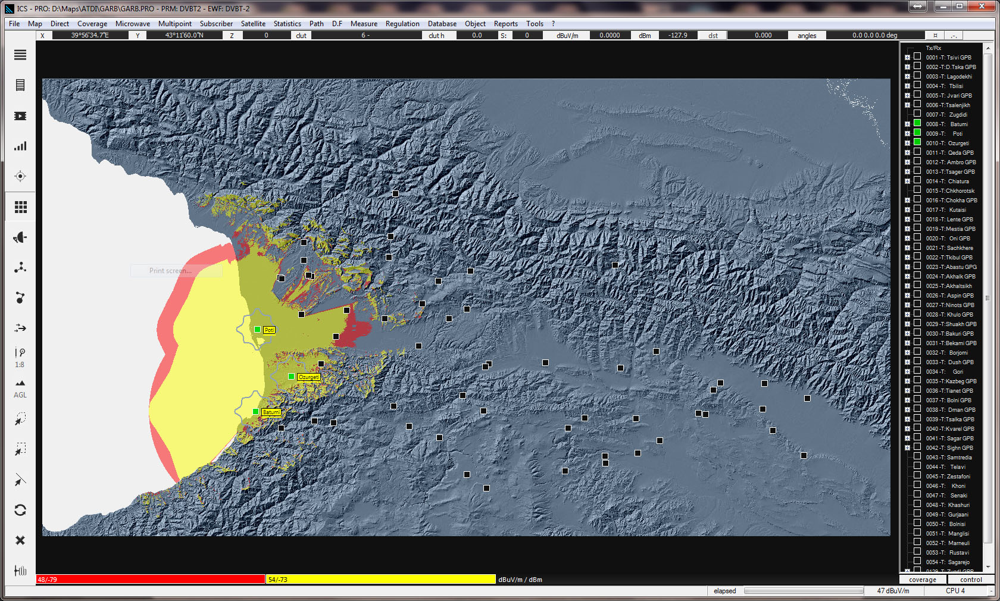 ICS - PRO: D:\Maps\ATDI\GARB\GARB.PRO - PRM: DVBT2 - EWF: DVBT-2
File Map Direct Coverage Microwave Multipoint Subscriber Satellite Statistics Path D.F Measure Regulation Database Object Reports Tools ?
X 39°56'34.7"E Y 43°11'60.0"N Z 0 clut 6 - clut h 0.0 S: 0 dBuV/m 0.0000 dBm -127.9 dst 0.000 angles 0.0 0.0 0.0 deg ¤ .-.
Tx/Rx
0001 -T: Tsivi GPB
0002 -T: D.Tska GPB
0003 -T: Lagodekhi
0004 -T: Tbilisi
0005 -T: Jvari GPB
0006 -T:Tsalenjikh
0007 -T: Zugdidi
0008 -T: Batumi
0009 -T: Poti
0010 -T: Ozurgeti
0011 -T: Qeda GPB
0012 -T: Ambro GPB
0013 -T:Tsager GPB
0014 -T: Chiatura
0015 -T:Chkhorotsk
0016 -T:Chokha GPB
0017 -T: Kutaisi
0018 -T: Lente GPB
0019 -T:Mestia GPB
0020 -T: Oni GPB
0021 -T: Sachkhere
0022 -T:Tkibul GPB
0023 -T:Abastu GPG
0024 -T: Akhalk GPB
0025 -T:Akhaltsikh
0026 -T: Aspin GPB
0027 -T: Ninots GPB
0028 -T: Khulo GPB
0029 -T:Shuakh GPB
0030 -T: Bakuri GPB
0031 -T:Bekami GPB
0032 -T: Borjomi
0033 -T: Dush GPB
0034 -T: Gori
0035 -T:Kazbeg GPB
0036 -T: Tianet GPB
0037 -T: Bolni GPB
0038 -T: Dman GPB
0039 -T:Tsalka GPB
0040 -T:Kvarel GPB
0041 -T: Sagar GPB
0042 -T: Sighn GPB
0043 -T: Samtredia
0044 -T: Telavi
0045 -T: Zestafoni
0046 -T: Khoni
0047 -T: Senaki
0048 -T: Khashuri
0049 -T: Gurjaani
0050 -T: Bolnisi
0051 -T: Manglisi
0052 -T: Marneuli
0053 -T: Rustavi
0054 -T: Sagarejo
Print screen...
Poti
Ozurgeti
Batumi
1:8
AGL
48/-79 54/-73 dBuV/m / dBm
coverage control
elapsed 47 dBuV/m CPU 4 -